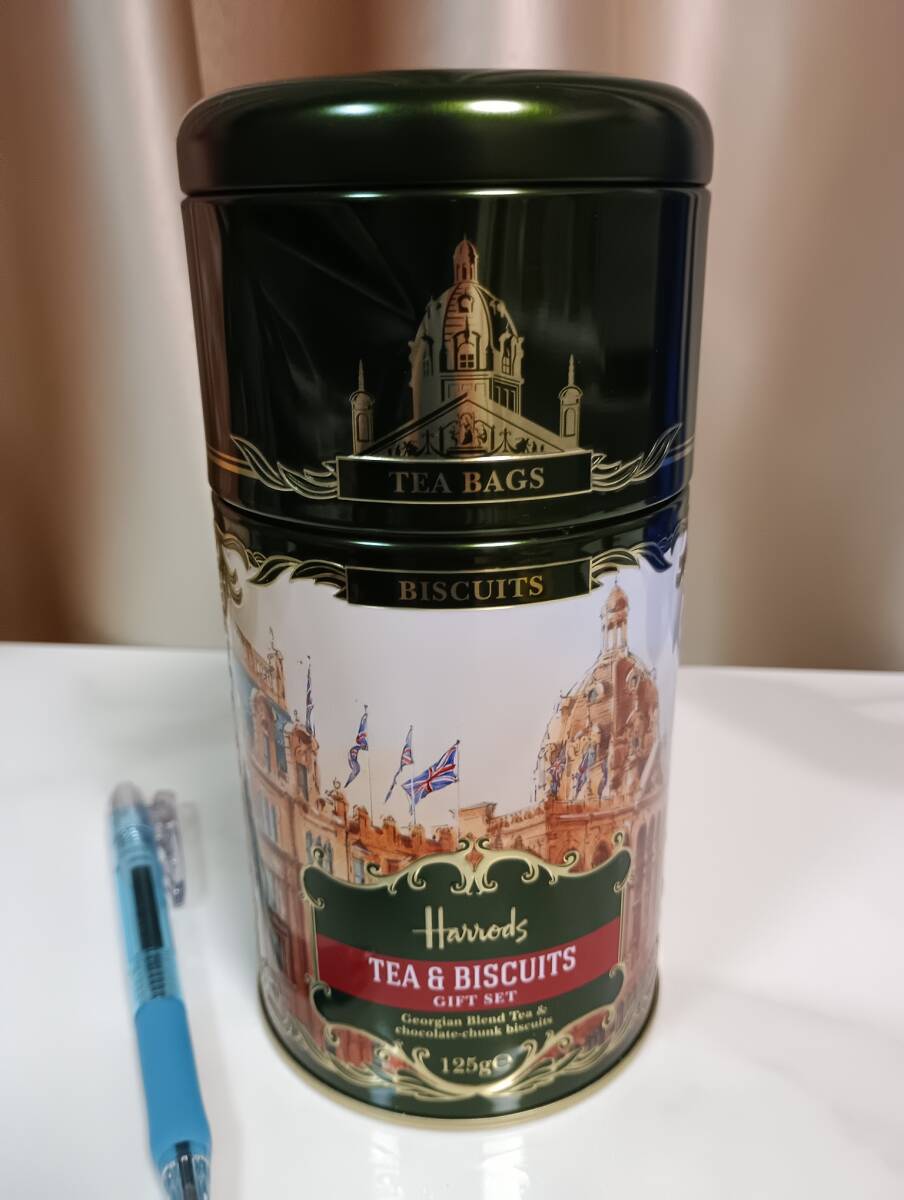 TEA BAGS
BISCUITS
Harrods
TEA & BISCUITS
GIFT SET
Georgian Blend Tea &
chocolate-chunk biscuits
125g℮